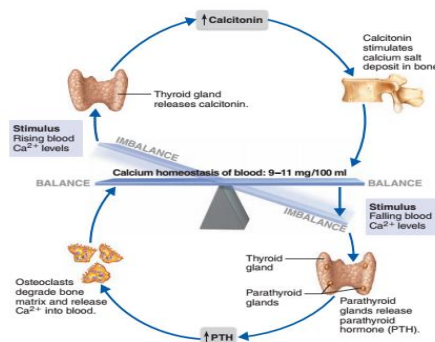 ↑ Calcitonin
Calcitonin
stimulates
calcium salt
deposit in bone
Thyroid gland
releases calcitonin.
Stimulus
Rising blood
Ca²⁺ levels
IMBALANCE
Calcium homeostasis of blood: 9–11 mg/100 ml
BALANCE
BALANCE
IMBALANCE
Stimulus
Falling blood
Ca²⁺ levels
Thyroid
gland
Parathyroid
glands
Osteoclasts
degrade bone
matrix and release
Ca²⁺ into blood.
Parathyroid
glands release
parathyroid
hormone (PTH).
↑ PTH